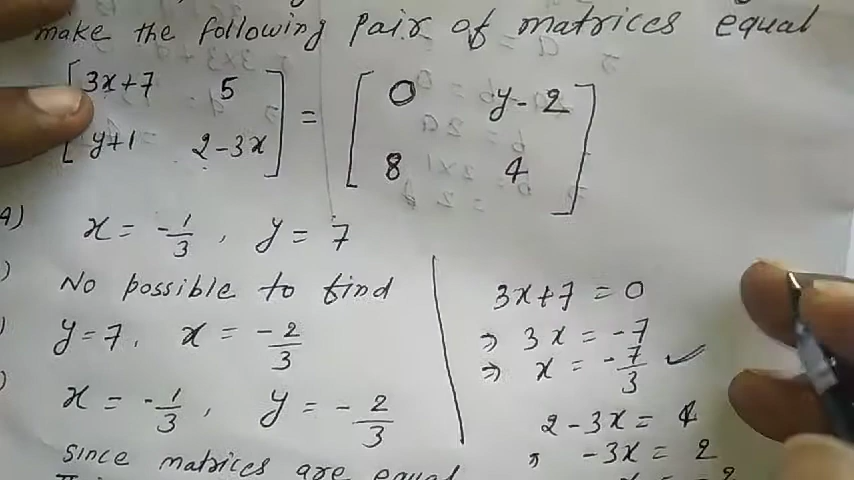 make the following pair of matrices equal
[3x+7 5] = [0 y-2]
[y+1 2-3x] [8 4]
A) x = -1/3, y = 7
) No possible to find
) y = 7, x = -2/3
) x = -1/3, y = -2/3
since matrices are equal
3x+7 = 0
⇒ 3x = -7
⇒ x = -7/3 ✓
2-3x = 4
⇒ -3x = 2